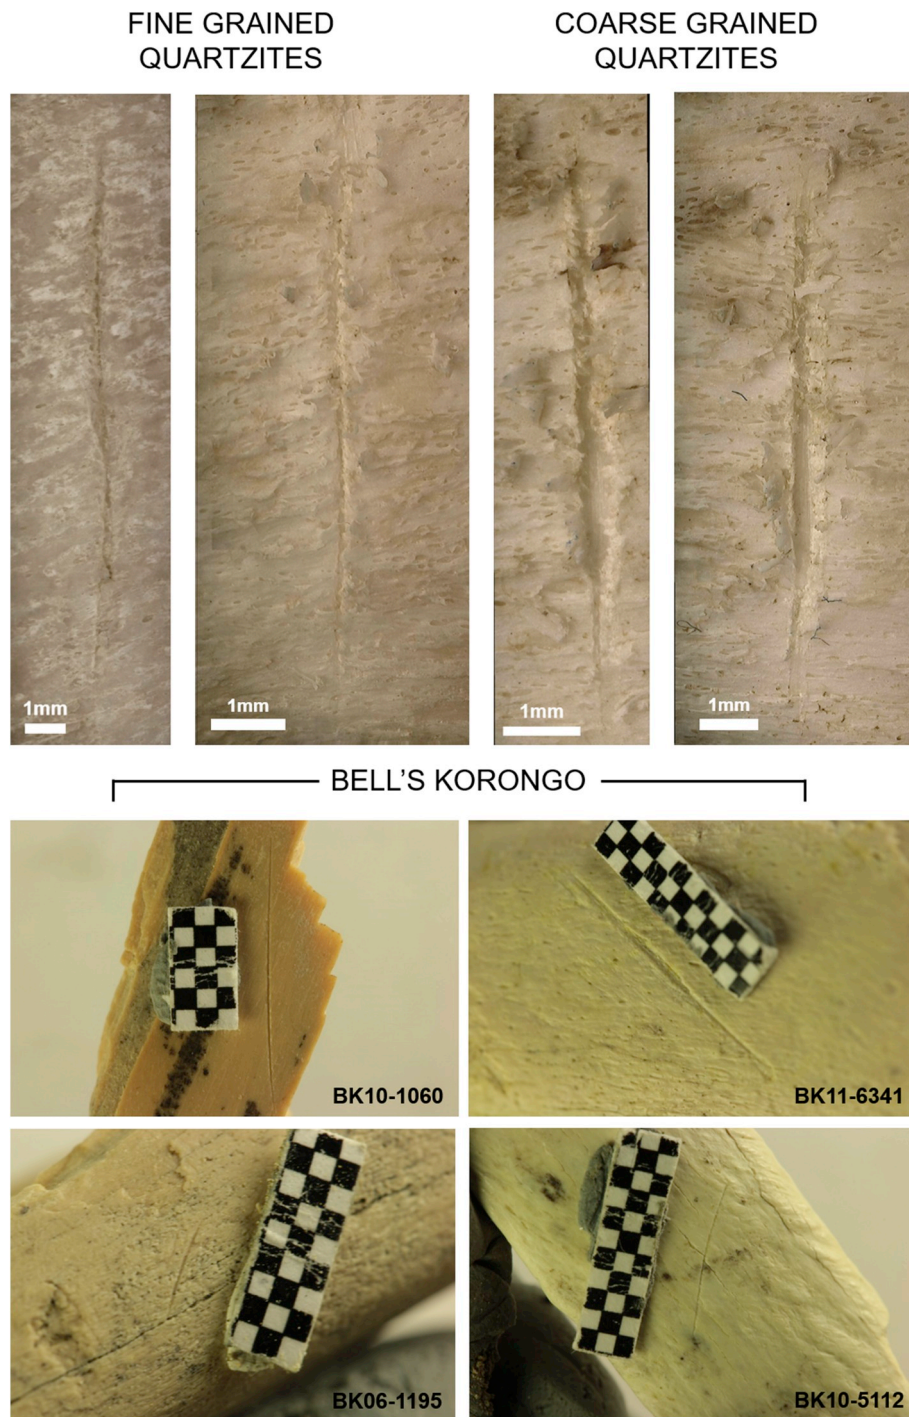 FINE GRAINED
QUARTZITES
COARSE GRAINED
QUARTZITES
1mm
1mm
1mm
1mm
BELL'S KORONGO
BK10-1060
BK11-6341
BK06-1195
BK10-5112